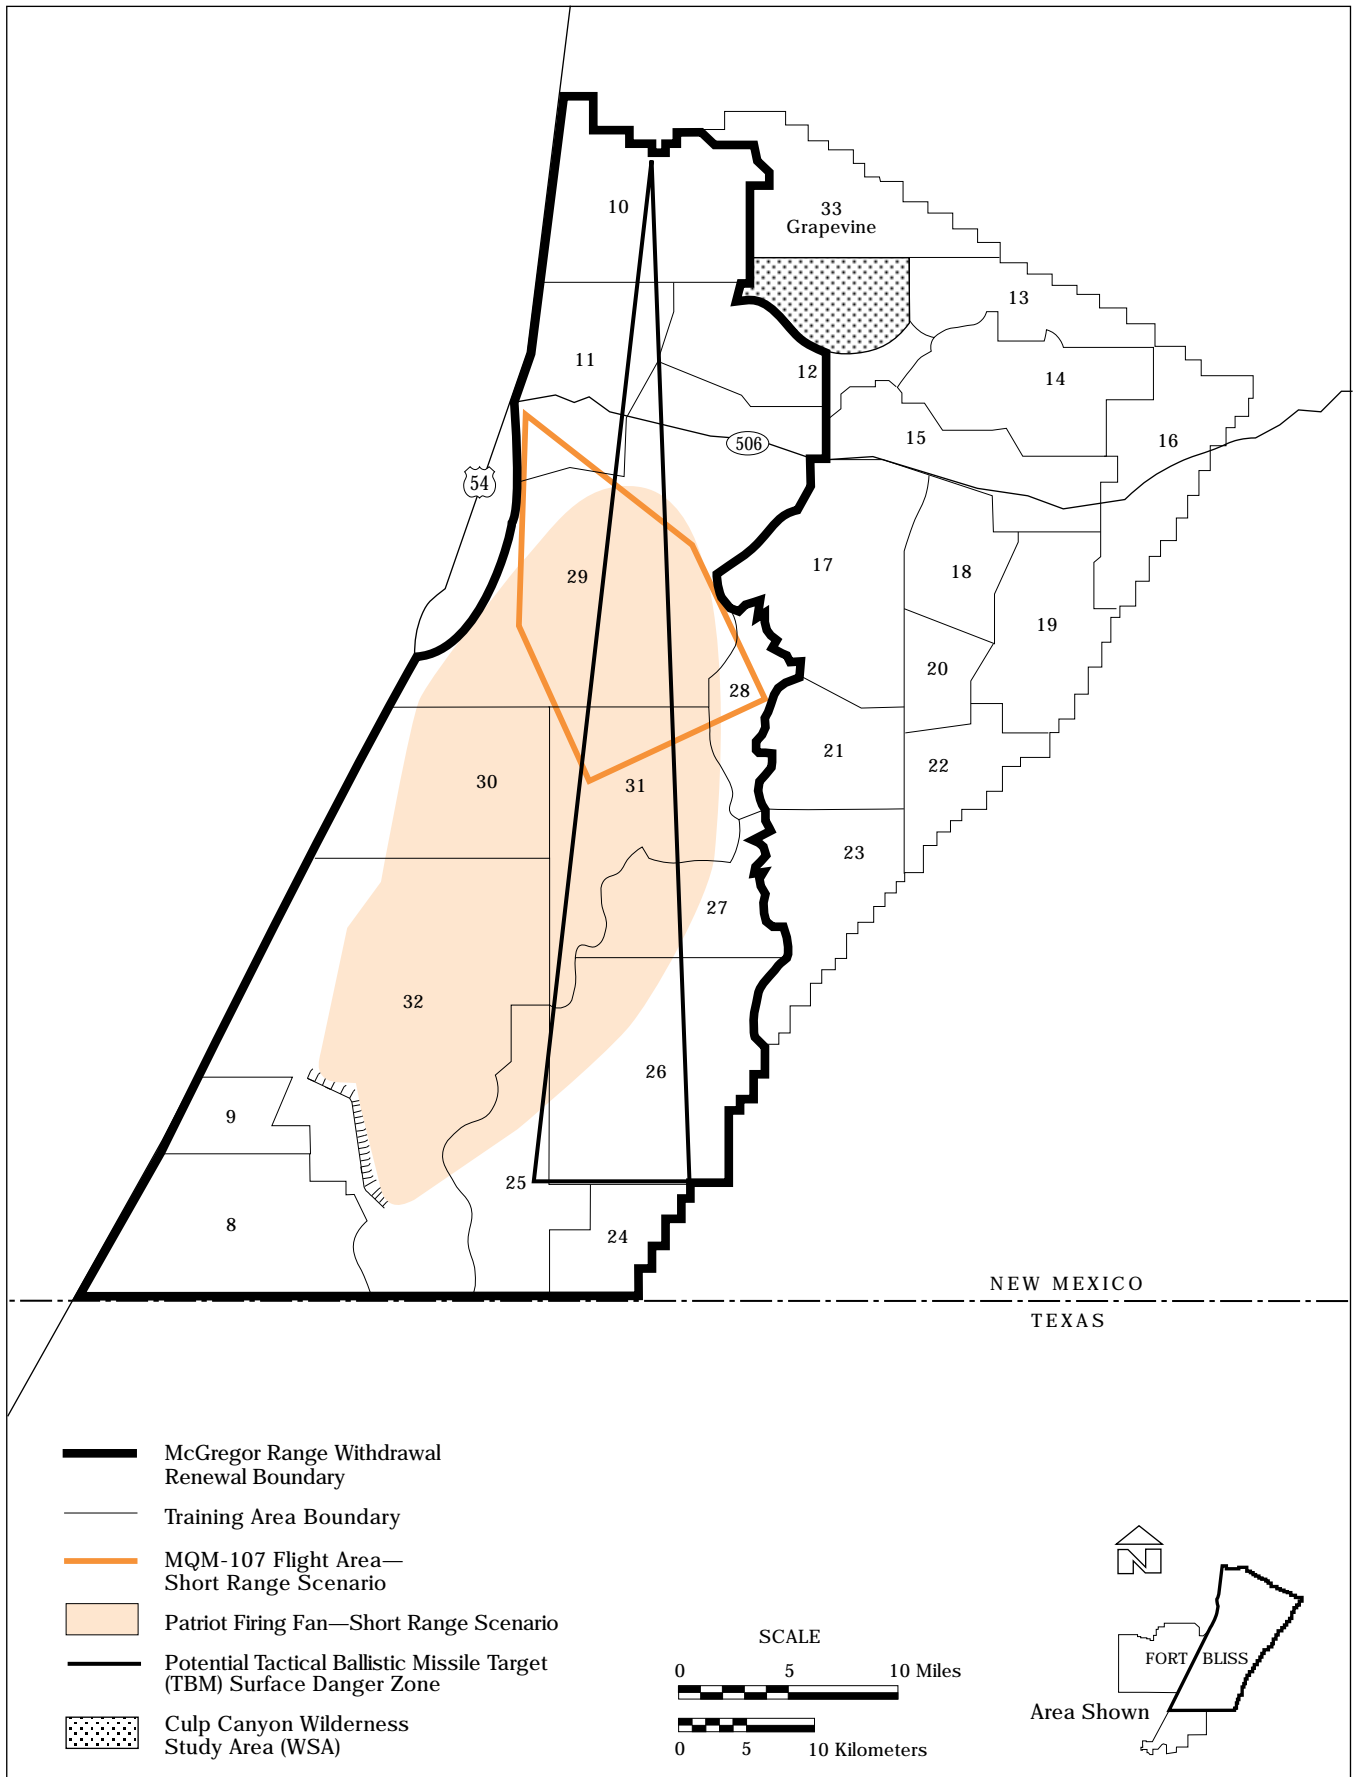 10
33
Grapevine
13
11
12
14
15
16
506
54
17
29
18
19
20
28
21
22
30
31
23
27
32
26
9
25
8
24
NEW MEXICO
TEXAS
McGregor Range Withdrawal
Renewal Boundary
Training Area Boundary
MQM-107 Flight Area—
Short Range Scenario
Patriot Firing Fan—Short Range Scenario
Potential Tactical Ballistic Missile Target
(TBM) Surface Danger Zone
Culp Canyon Wilderness
Study Area (WSA)
SCALE
0 5 10 Miles
0 5 10 Kilometers
N
FORT BLISS
Area Shown